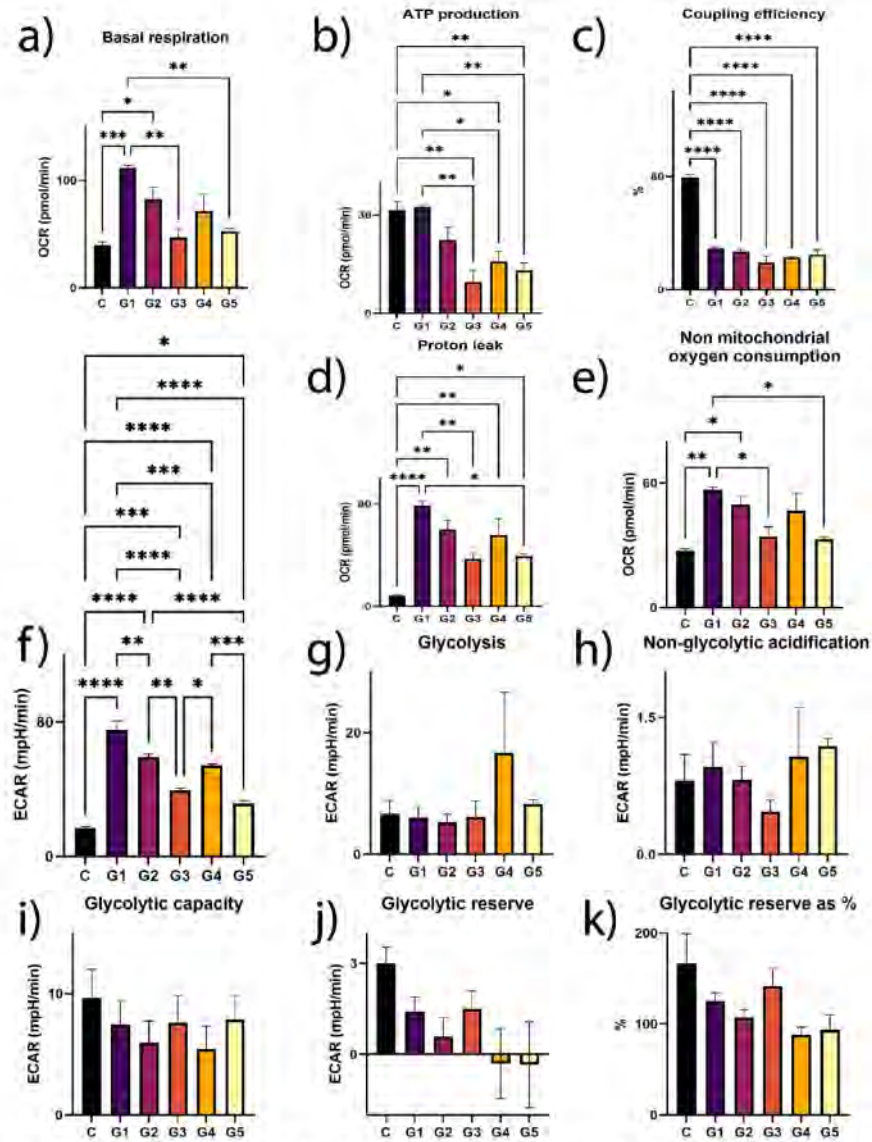 a)
Basal respiration
**
*
***
**
OCR (pmol/min)
100
0
C G1 G2 G3 G4 G5
b)
ATP production
**
**
*
*
**
**
OCR (pmol/min)
30
0
C G1 G2 G3 G4 G5
c)
Coupling efficiency
****
****
****
****
****
%
80
0
C G1 G2 G3 G4 G5
d)
Proton leak
*
**
**
**
****
*
OCR (pmol/min)
80
0
C G1 G2 G3 G4 G5
e)
Non mitochondrial
oxygen consumption
*
*
**
*
OCR (pmol/min)
60
0
C G1 G2 G3 G4 G5
f)
*
****
****
***
***
****
****
****
**
***
****
**
*
ECAR (mpH/min)
80
0
C G1 G2 G3 G4 G5
g)
Glycolysis
ECAR (mpH/min)
20
0
C G1 G2 G3 G4 G5
h)
Non-glycolytic acidification
ECAR (mpH/min)
1.5
0.0
C G1 G2 G3 G4 G5
i)
Glycolytic capacity
ECAR (mpH/min)
10
0
C G1 G2 G3 G4 G5
j)
Glycolytic reserve
ECAR (mpH/min)
3
0
C G1 G2 G3 G4 G5
k)
Glycolytic reserve as %
%
200
100
0
C G1 G2 G3 G4 G5